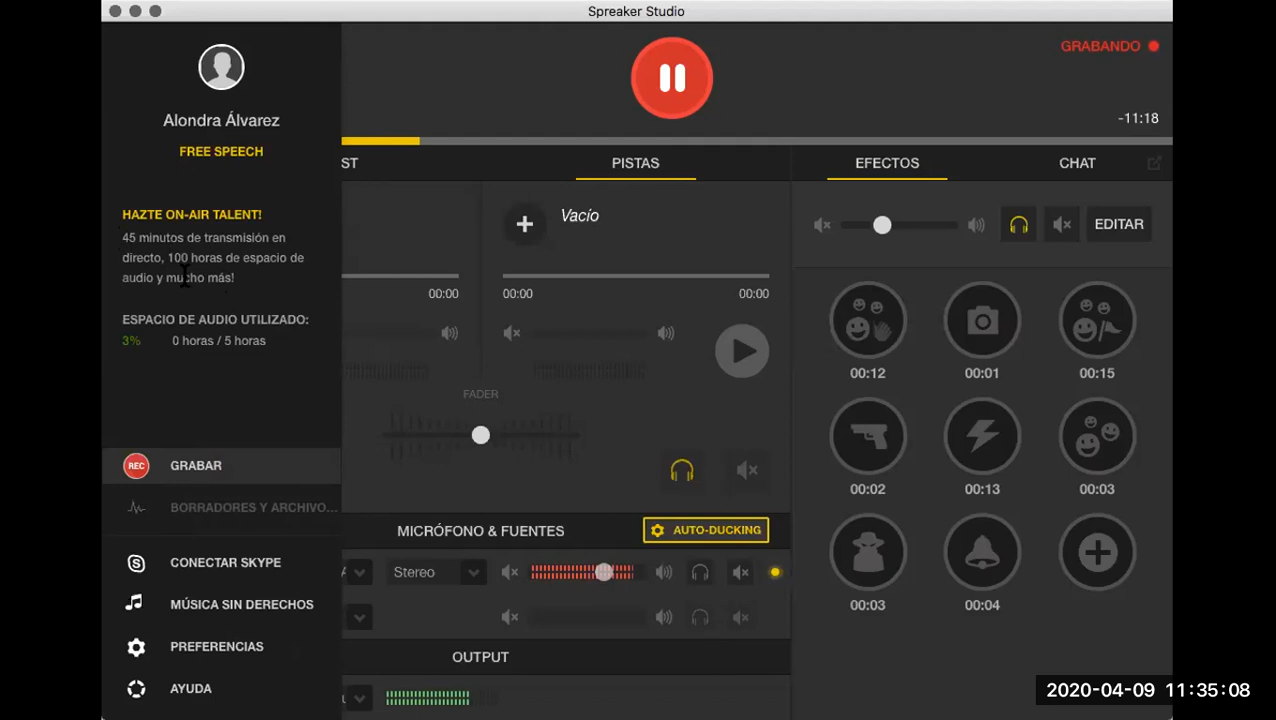 Spreaker Studio
GRABANDO
-11:18
Alondra Álvarez
FREE SPEECH
HAZTE ON-AIR TALENT!
45 minutos de transmisión en
directo, 100 horas de espacio de
audio y mucho más!
ESPACIO DE AUDIO UTILIZADO:
3% 0 horas / 5 horas
REC GRABAR
BORRADORES Y ARCHIVO...
CONECTAR SKYPE
MÚSICA SIN DERECHOS
PREFERENCIAS
AYUDA
ST
PISTAS
Vacío
00:00
00:00 00:00
FADER
MICRÓFONO & FUENTES
AUTO-DUCKING
Stereo
OUTPUT
EFECTOS
CHAT
EDITAR
00:12 00:01 00:15
00:02 00:13 00:03
00:03 00:04
2020-04-09 11:35:08